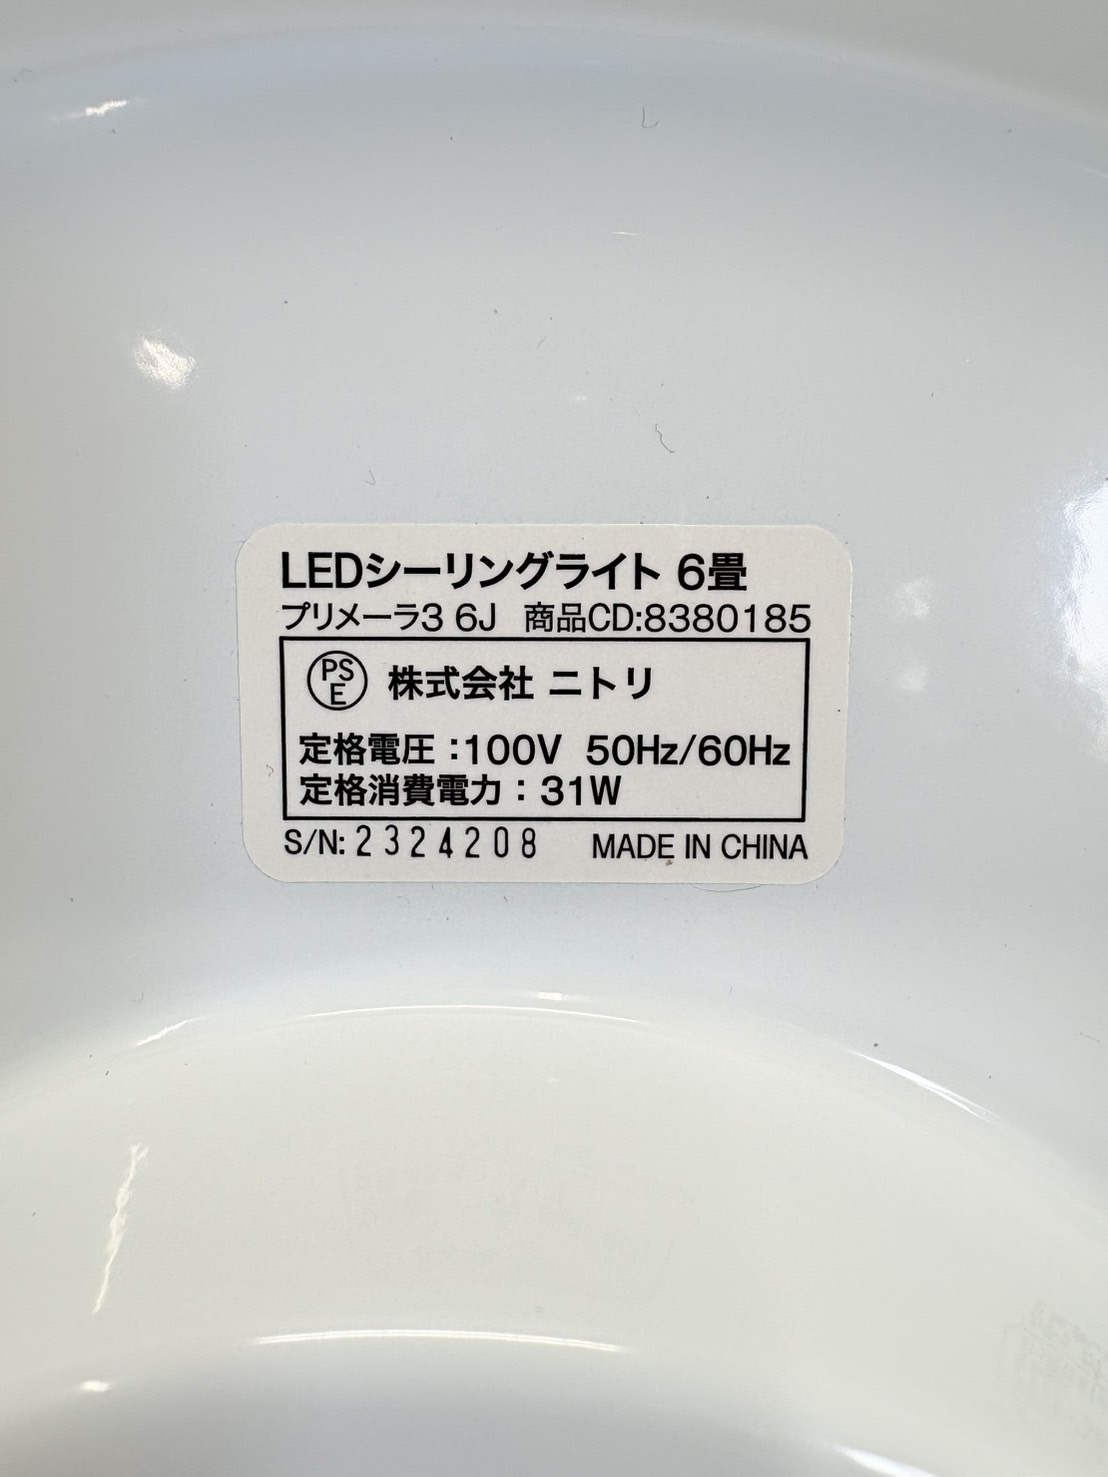 LEDシーリングライト 6畳
プリメーラ3 6J 商品CD:8380185
PSE 株式会社 ニトリ
定格電圧:100V 50Hz/60Hz
定格消費電力:31W
S/N:2324208 MADE IN CHINA